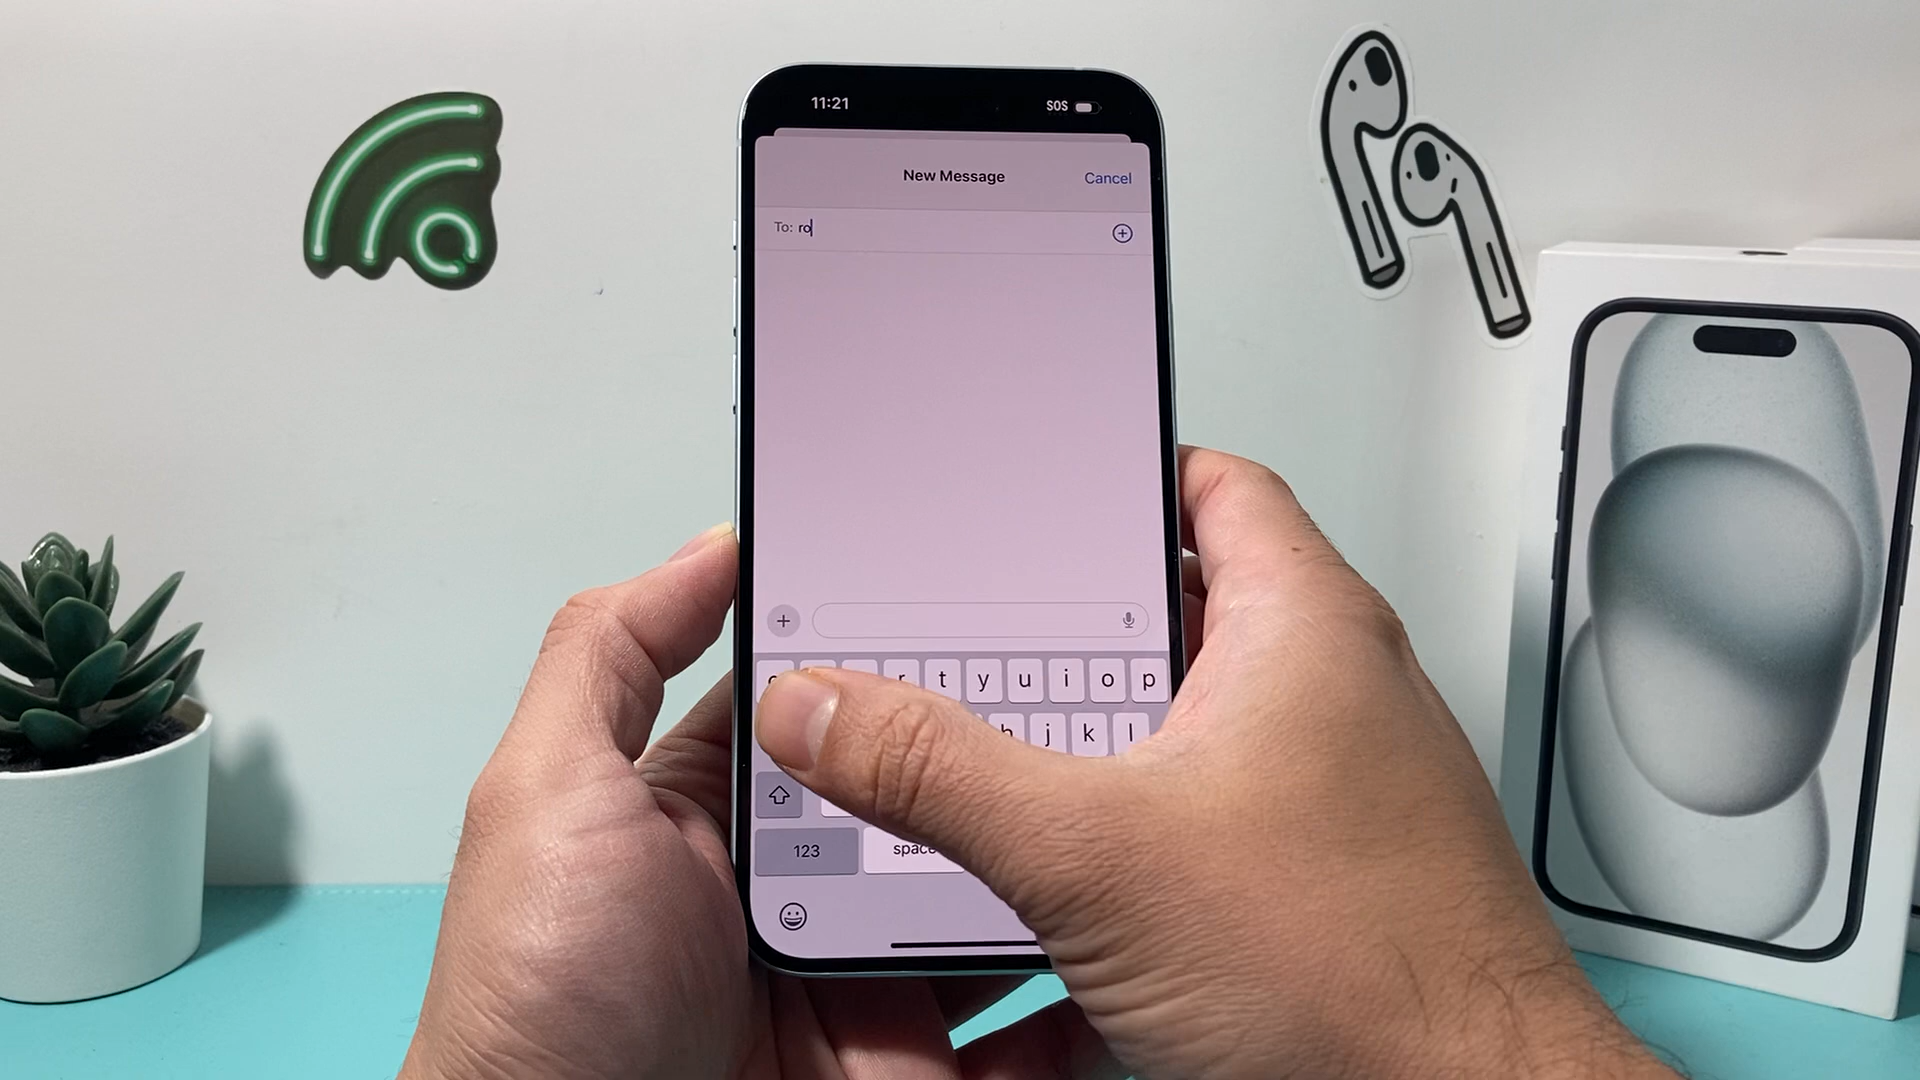 11:21 SOS
New Message Cancel
To: ro
r t y u i o p
h j k l
123 space